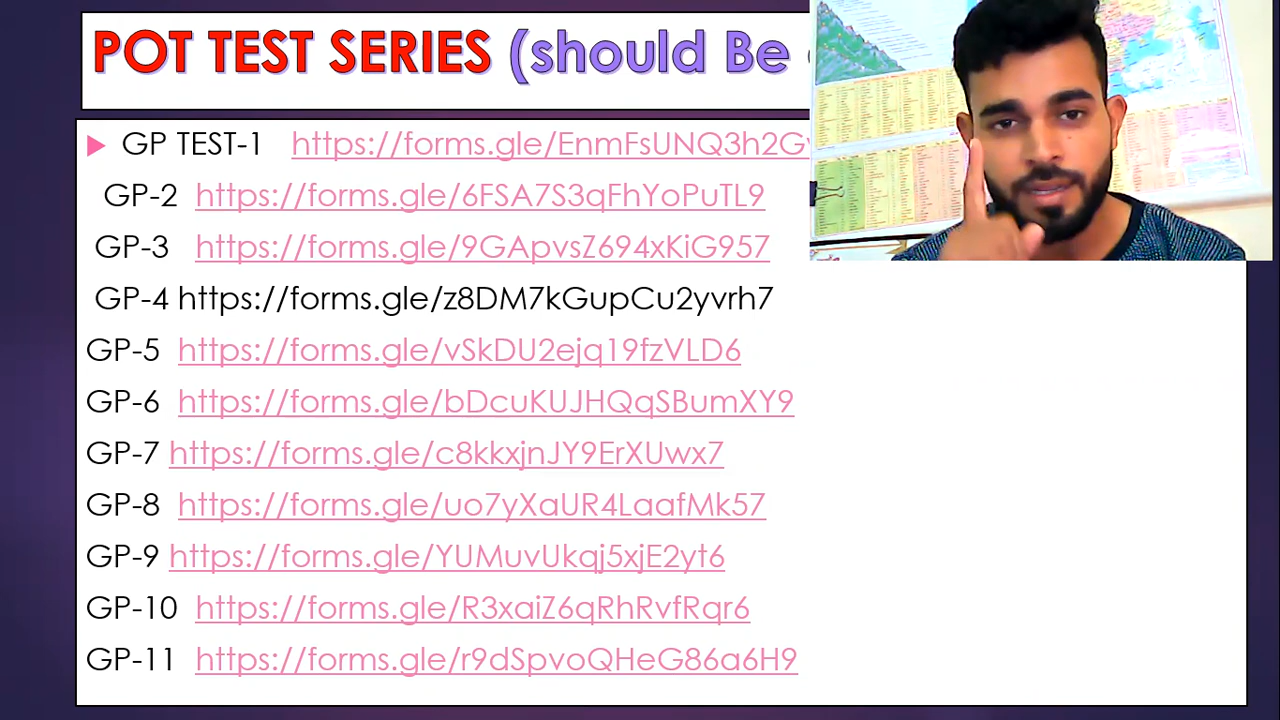 POT TEST SERIES (should Be
GP TEST-1 https://forms.gle/EnmFsUNQ3h2G
GP-2 https://forms.gle/6FSA7S3qFhYoPuTL9
GP-3 https://forms.gle/9GApvsZ694xKiG957
GP-4 https://forms.gle/z8DM7kGupCu2yvrh7
GP-5 https://forms.gle/vSkDU2ejq19fzVLD6
GP-6 https://forms.gle/bDcuKUJHQqSBumXY9
GP-7 https://forms.gle/c8kkxjnJY9ErXUwx7
GP-8 https://forms.gle/uo7yXaUR4LaafMk57
GP-9 https://forms.gle/YUMuvUkqj5xjE2yt6
GP-10 https://forms.gle/R3xaiZ6qRhRvfRqr6
GP-11 https://forms.gle/r9dSpvoQHeG86a6H9